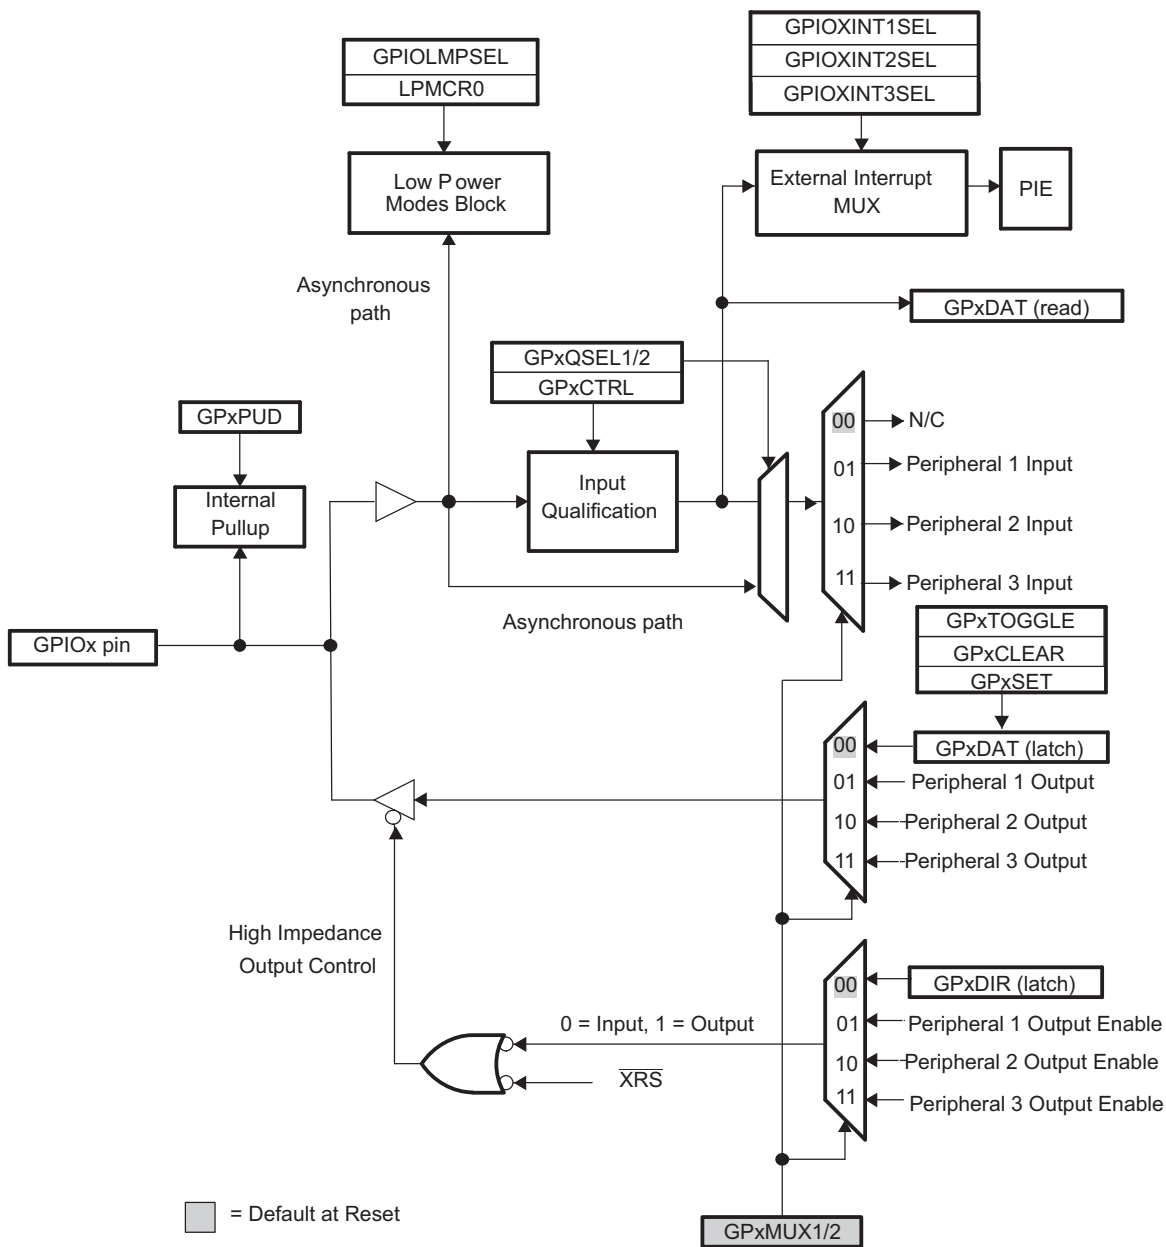 GPIOXINT1SEL
GPIOXINT2SEL
GPIOXINT3SEL
GPIOLMPSEL
LPMCR0
Low Power
Modes Block
External Interrupt
MUX
PIE
Asynchronous
path
GPxDAT (read)
GPxQSEL1/2
GPxCTRL
GPxPUD
Internal
Pullup
Input
Qualification
00
N/C
01
Peripheral 1 Input
10
Peripheral 2 Input
11
Peripheral 3 Input
Asynchronous path
GPIOx pin
GPxTOGGLE
GPxCLEAR
GPxSET
00
GPxDAT (latch)
01
Peripheral 1 Output
10
Peripheral 2 Output
11
Peripheral 3 Output
High Impedance
Output Control
00
GPxDIR (latch)
0 = Input, 1 = Output
01
Peripheral 1 Output Enable
10
Peripheral 2 Output Enable
XRS
11
Peripheral 3 Output Enable
= Default at Reset
GPxMUX1/2